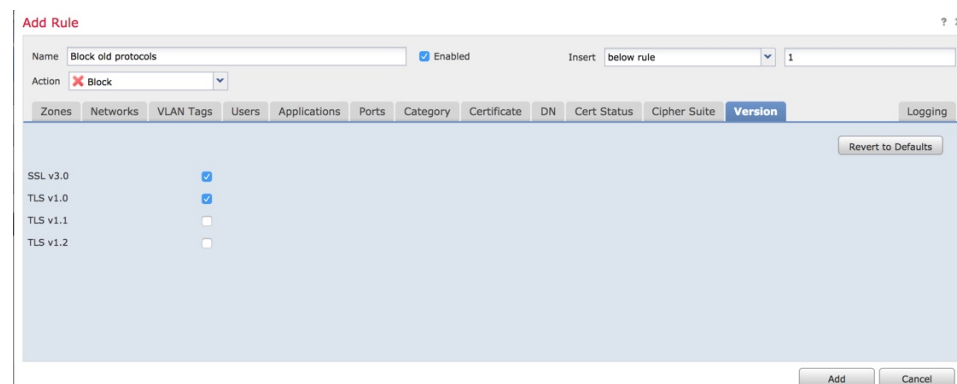 Add Rule ?
Name Block old protocols Enabled Insert below rule 1
Action Block
Zones Networks VLAN Tags Users Applications Ports Category Certificate DN Cert Status Cipher Suite Version Logging
Revert to Defaults
SSL v3.0
TLS v1.0
TLS v1.1
TLS v1.2
Add Cancel